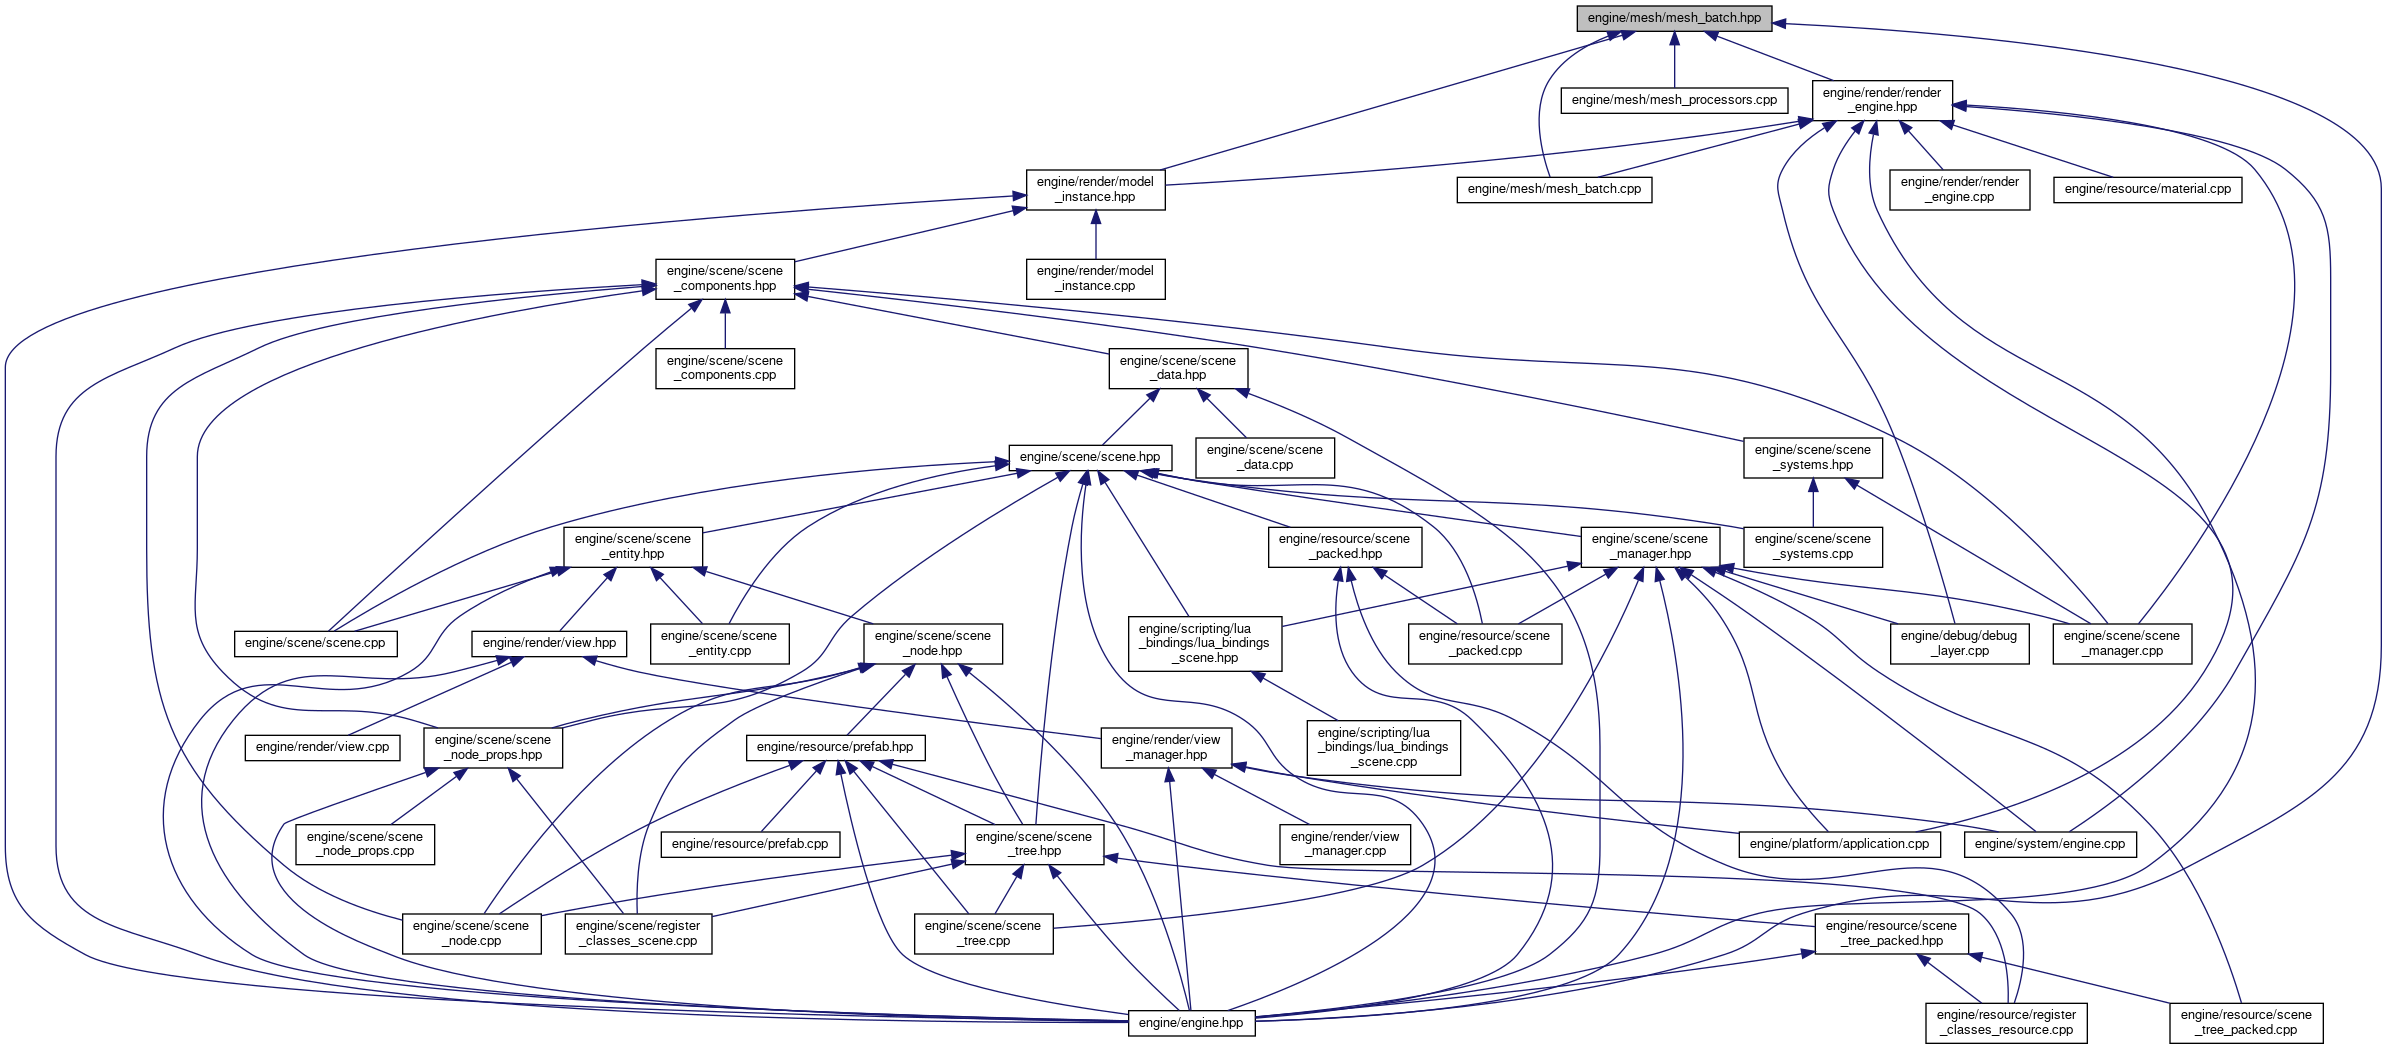 engine/mesh/mesh_batch.hpp
engine/mesh/mesh_processors.cpp
engine/render/render
_engine.hpp
engine/render/model
_instance.hpp
engine/mesh/mesh_batch.cpp
engine/render/render
_engine.cpp
engine/resource/material.cpp
engine/scene/scene
_components.hpp
engine/render/model
_instance.cpp
engine/scene/scene
_components.cpp
engine/scene/scene
_data.hpp
engine/scene/scene.hpp
engine/scene/scene
_data.cpp
engine/scene/scene
_systems.hpp
engine/scene/scene
_entity.hpp
engine/resource/scene
_packed.hpp
engine/scene/scene
_manager.hpp
engine/scene/scene
_systems.cpp
engine/scene/scene.cpp
engine/render/view.hpp
engine/scene/scene
_entity.cpp
engine/scene/scene
_node.hpp
engine/scripting/lua
_bindings/lua_bindings
_scene.hpp
engine/resource/scene
_packed.cpp
engine/debug/debug
_layer.cpp
engine/scene/scene
_manager.cpp
engine/render/view.cpp
engine/scene/scene
_node_props.hpp
engine/resource/prefab.hpp
engine/render/view
_manager.hpp
engine/scripting/lua
_bindings/lua_bindings
_scene.cpp
engine/scene/scene
_node_props.cpp
engine/resource/prefab.cpp
engine/scene/scene
_tree.hpp
engine/render/view
_manager.cpp
engine/platform/application.cpp
engine/system/engine.cpp
engine/scene/scene
_node.cpp
engine/scene/register
_classes_scene.cpp
engine/scene/scene
_tree.cpp
engine/resource/scene
_tree_packed.hpp
engine/engine.hpp
engine/resource/register
_classes_resource.cpp
engine/resource/scene
_tree_packed.cpp